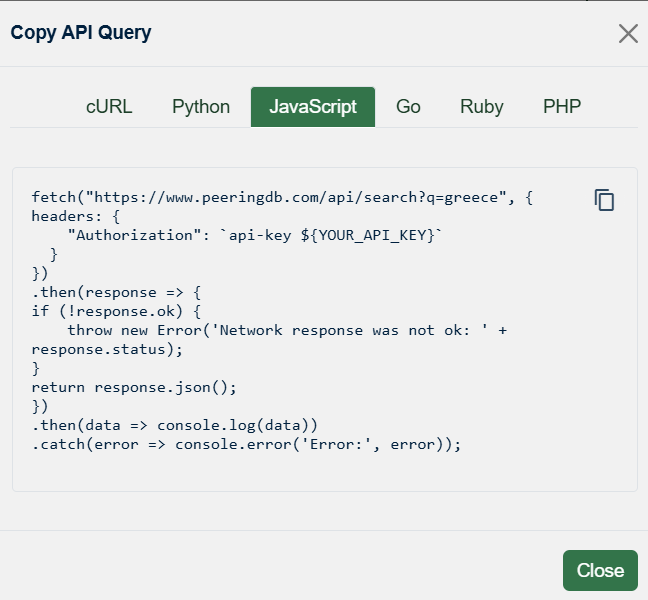 Copy API Query
cURL Python JavaScript Go Ruby PHP
fetch("https://www.peeringdb.com/api/search?q=greece", {
headers: {
    "Authorization": `api-key ${YOUR_API_KEY}`
  }
})
.then(response => {
if (!response.ok) {
    throw new Error('Network response was not ok: ' +
response.status);
}
return response.json();
})
.then(data => console.log(data))
.catch(error => console.error('Error:', error));
Close